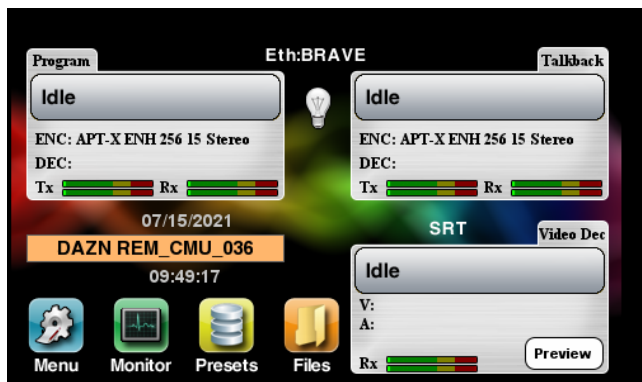 Eth:BRAVE
Program
Idle
ENC: APT-X ENH 256 15 Stereo
DEC:
Tx Rx
Talkback
Idle
ENC: APT-X ENH 256 15 Stereo
DEC:
Tx Rx
07/15/2021
DAZN REM_CMU_036
09:49:17
SRT
Video Dec
Idle
V:
A:
Rx
Preview
Menu
Monitor
Presets
Files